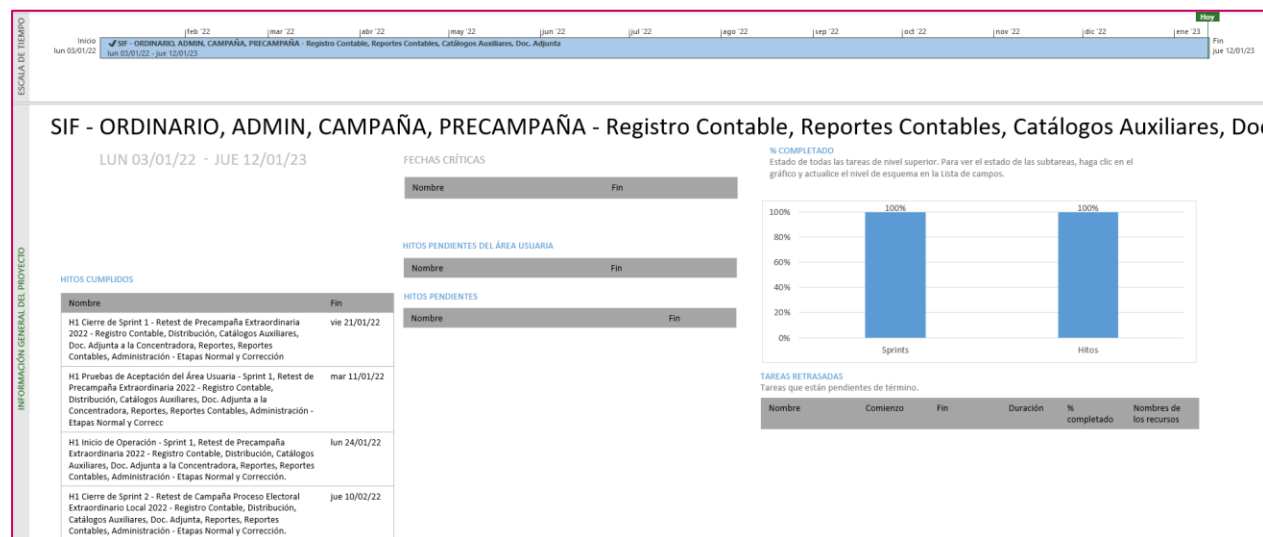 Hoy
ESCALA DE TIEMPO
feb '22 mar '22 abr '22 may '22 jun '22 jul '22 ago '22 sep '22 oct '22 nov '22 dic '22 ene '23
Inicio
lun 03/01/22
SIF - ORDINARIO, ADMIN, CAMPAÑA, PRECAMPAÑA - Registro Contable, Reportes Contables, Catálogos Auxiliares, Doc. Adjunta
lun 03/01/22 - jue 12/01/23
Fin
jue 12/01/23
INFORMACIÓN GENERAL DEL PROYECTO
SIF - ORDINARIO, ADMIN, CAMPAÑA, PRECAMPAÑA - Registro Contable, Reportes Contables, Catálogos Auxiliares, Doc
LUN 03/01/22 - JUE 12/01/23
HITOS CUMPLIDOS
Nombre Fin
H1 Cierre de Sprint 1 - Retest de Precampaña Extraordinaria vie 21/01/22
2022 - Registro Contable, Distribución, Catálogos Auxiliares,
Doc. Adjunta a la Concentradora, Reportes, Reportes
Contables, Administración - Etapas Normal y Corrección
H1 Pruebas de Aceptación del Área Usuaria - Sprint 1, Retest de mar 11/01/22
Precampaña Extraordinaria 2022 - Registro Contable,
Distribución, Catálogos Auxiliares, Doc. Adjunta a la
Concentradora, Reportes, Reportes Contables, Administración -
Etapas Normal y Correcc
H1 Inicio de Operación - Sprint 1, Retest de Precampaña lun 24/01/22
Extraordinaria 2022 - Registro Contable, Distribución, Catálogos
Auxiliares, Doc. Adjunta a la Concentradora, Reportes, Reportes
Contables, Administración - Etapas Normal y Corrección.
H1 Cierre de Sprint 2 - Retest de Campaña Proceso Electoral jue 10/02/22
Extraordinario Local 2022 - Registro Contable, Distribución,
Catálogos Auxiliares, Doc. Adjunta, Reportes, Reportes
Contables, Administración - Etapas Normal y Corrección.
FECHAS CRÍTICAS
Nombre Fin
HITOS PENDIENTES DEL ÁREA USUARIA
Nombre Fin
HITOS PENDIENTES
Nombre Fin
% COMPLETADO
Estado de todas las tareas de nivel superior. Para ver el estado de las subtareas, haga clic en el
gráfico y actualice el nivel de esquema en la Lista de campos.
100% 100%
100%
80%
60%
40%
20%
0%
Sprints Hitos
TAREAS RETRASADAS
Tareas que están pendientes de término.
Nombre Comienzo Fin Duración % completado Nombres de los recursos